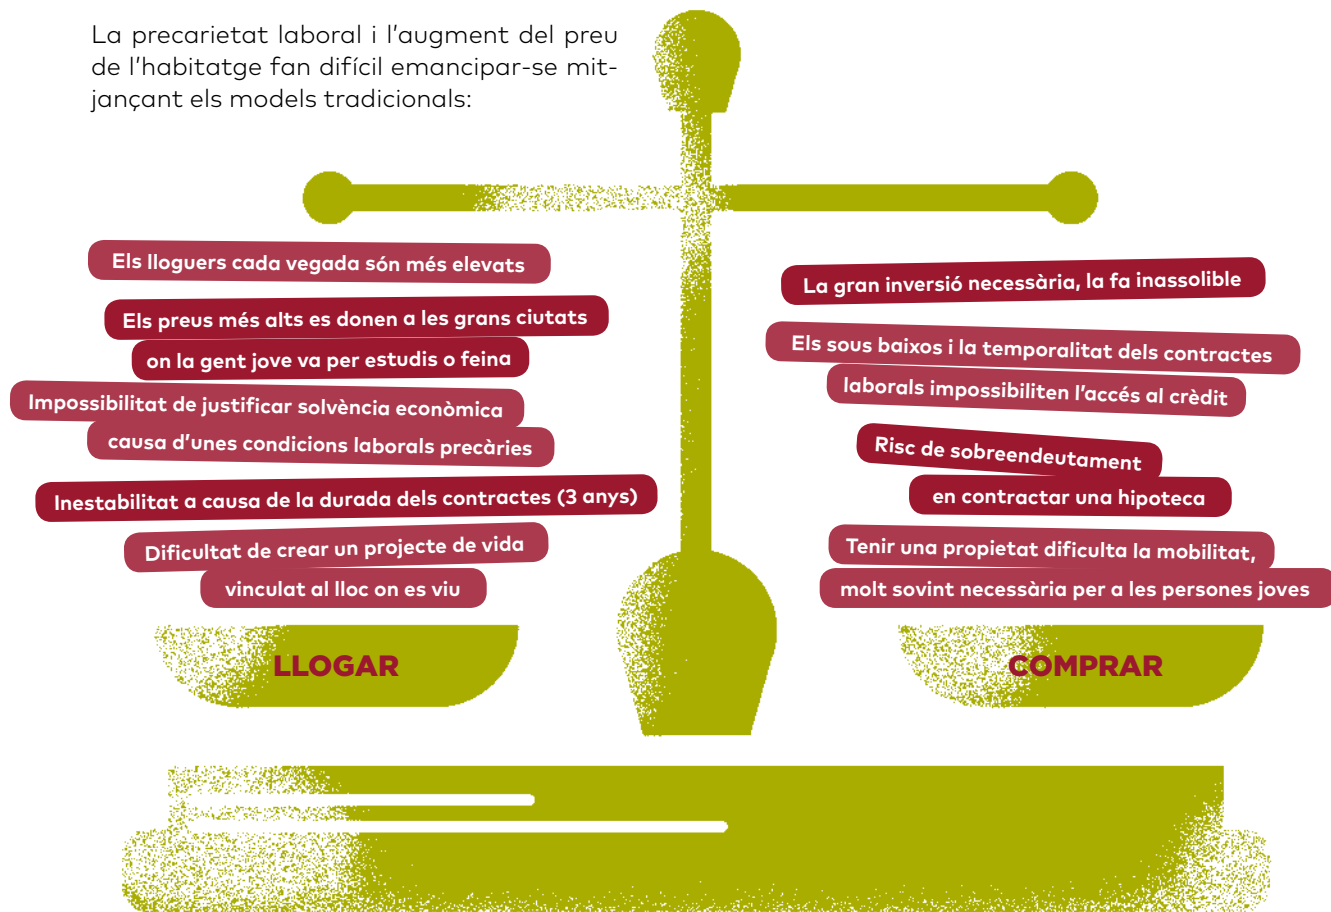 La precarietat laboral i l'augment del preu
de l'habitatge fan difícil emancipar-se mit-
jançant els models tradicionals:
Els lloguers cada vegada són més elevats
Els preus més alts es donen a les grans ciutats
on la gent jove va per estudis o feina
Impossibilitat de justificar solvència econòmica
causa d'unes condicions laborals precàries
Inestabilitat a causa de la durada dels contractes (3 anys)
Dificultat de crear un projecte de vida
vinculat al lloc on es viu
LLOGAR
La gran inversió necessària, la fa inassolible
Els sous baixos i la temporalitat dels contractes
laborals impossibiliten l'accés al crèdit
Risc de sobreendeutament
en contractar una hipoteca
Tenir una propietat dificulta la mobilitat,
molt sovint necessària per a les persones joves
COMPRAR